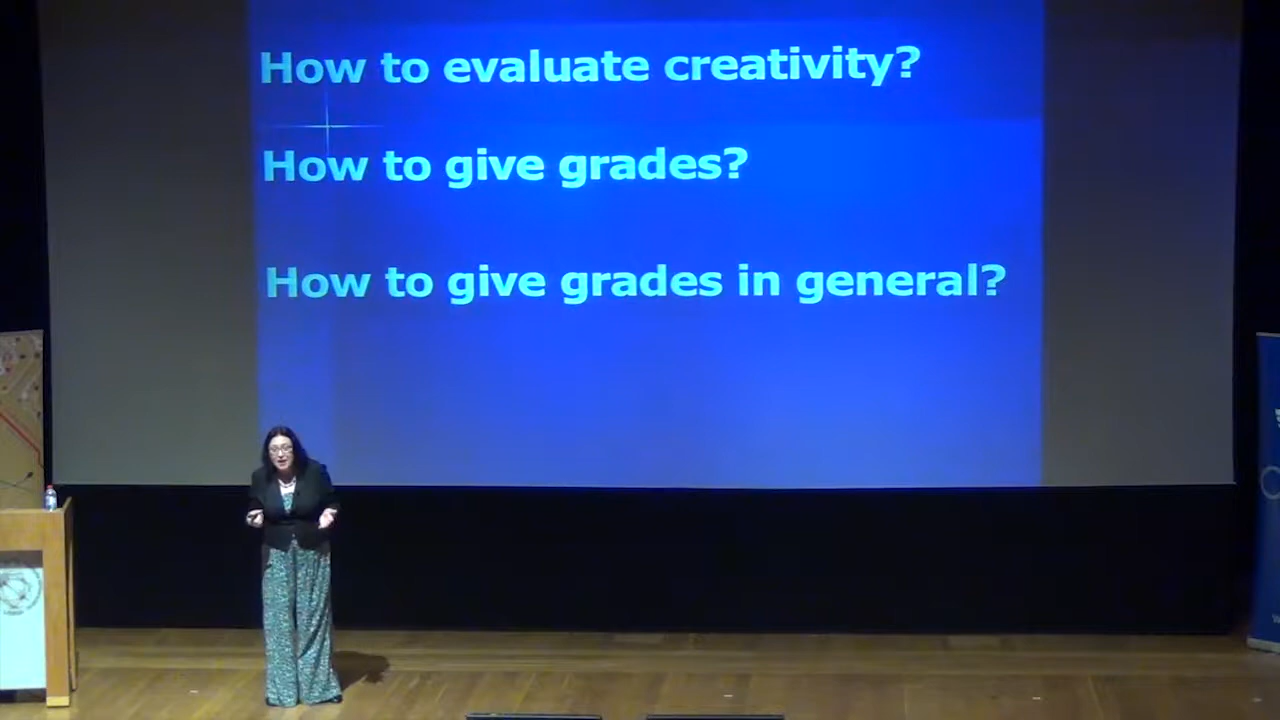 How to evaluate creativity?
How to give grades?
How to give grades in general?